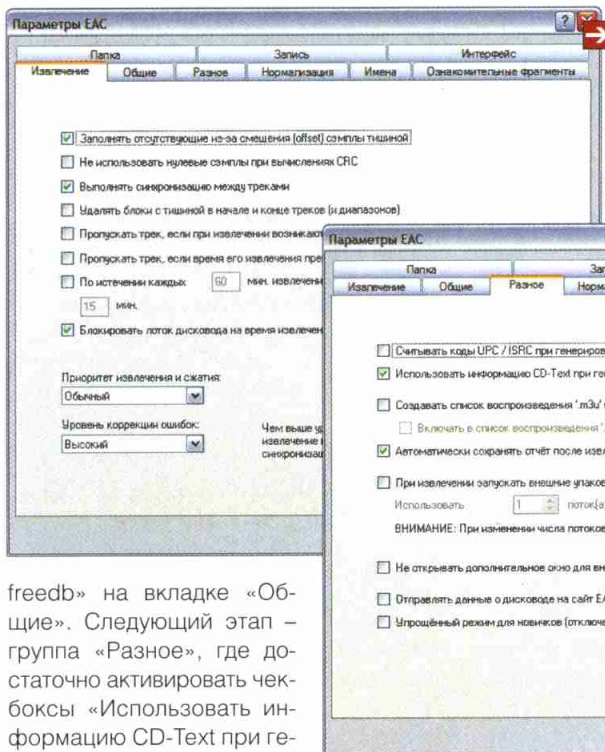 Параметры EAC
Папка Запись Интерфейс
Извлечение Общие Разное Нормализация Имена Ознакомительные фрагменты
Заполнять отсутствующие из-за смещения (offset) сэмплы тишиной
Не использовать нулевые сэмплы при вычислениях CRC
Выполнять синхронизацию между треками
Удалять блоки с тишиной в начале и конце треков (и диапазонов)
Пропускать трек, если при извлечении возникают
Пропускать трек, если время его извлечения пре
По истечении каждых 60 мин. извлечени
15 мин.
Блокировать лоток дисковода на время извлечен
Приоритет извлечения и сжатия:
Обычный
Уровень коррекции ошибок:
Высокий
Чем выше у
извлечение
синхронизац
Параметры EAC
Папка Зап
Извлечение Общие Разное Норма
Считывать коды UPC / ISRC при генериров
Использовать информацию CD-Text при ге
Создавать список воспроизведения '.m3u'
Включать в список воспроизведения '.
Автоматически сохранять отчёт после извл
При извлечении запускать внешние упаков
Использовать 1 поток(а
ВНИМАНИЕ: При изменении числа потоков
Не открывать дополнительное окно для вн
Отправлять данные о дисководе на сайт EA
Упрощённый режим для новичков (отключа
freedb» на вкладке «Об-
щие». Следующий этап –
группа «Разное», где до-
статочно активировать чек-
боксы «Использовать ин-
формацию CD-Text при ге-